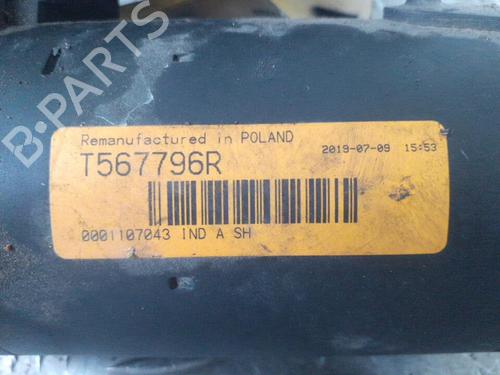 B-PARTS
Remanufactured in POLAND
2019-07-09 15:53
T567796R
0001107043 IND A SH